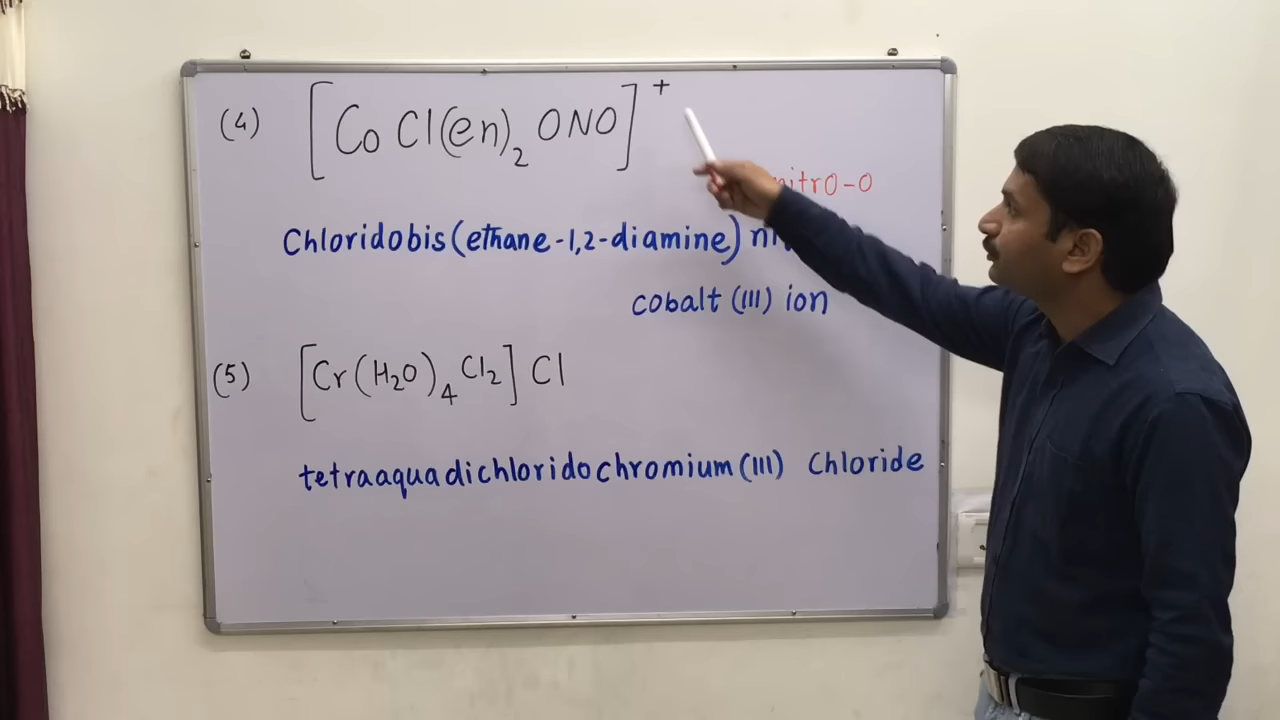 (4) [Co Cl(en)₂ ONO]⁺
nitrO-O
Chloridobis(ethane-1,2-diamine)
cobalt (III) ion
(5) [Cr(H₂O)₄Cl₂]Cl
tetraaquadichloridochromium(III) Chloride